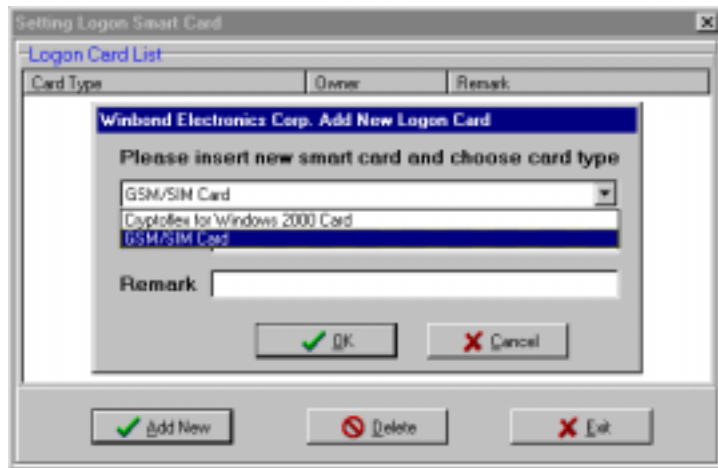 Setting Logon Smart Card
Logon Card List
Card Type Owner Remark
Winbond Electronics Corp. Add New Logon Card
Please insert new smart card and choose card type
GSM/SIM Card
Cryptoflex for Windows 2000 Card
GSM/SIM Card
Remark
OK Cancel
Add New Delete Exit